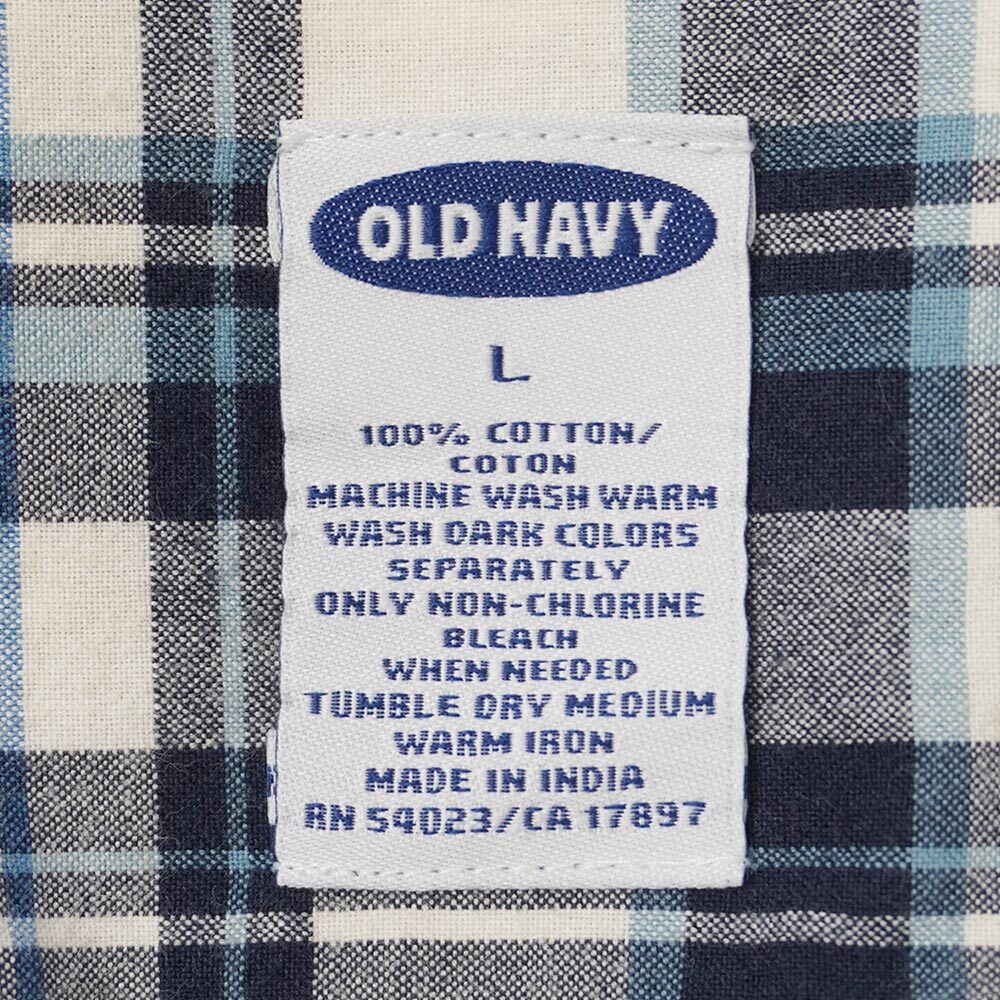 OLD NAVY
L
100% COTTON/
COTON
MACHINE WASH WARM
WASH DARK COLORS
SEPARATELY
ONLY NON-CHLORINE
BLEACH
WHEN NEEDED
TUMBLE DRY MEDIUM
WARM IRON
MADE IN INDIA
RN 54023/CA 17897